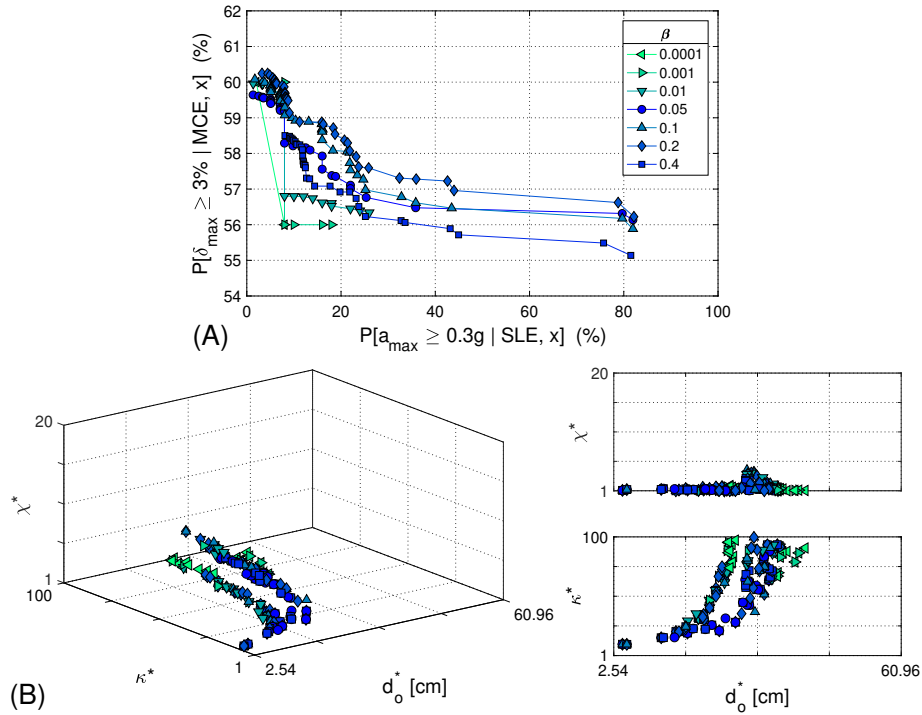 62
61
60
59
58
57
56
55
54
P[δmax ≥ 3% | MCE, x] (%)
0 20 40 60 80 100
P[amax ≥ 0.3g | SLE, x] (%)
β
0.0001
0.001
0.01
0.05
0.1
0.2
0.4
(A)
20
χ*
1
100
κ*
1
2.54
do* [cm]
60.96
(B)
20
χ*
1
100
κ*
1
2.54 60.96
do* [cm]